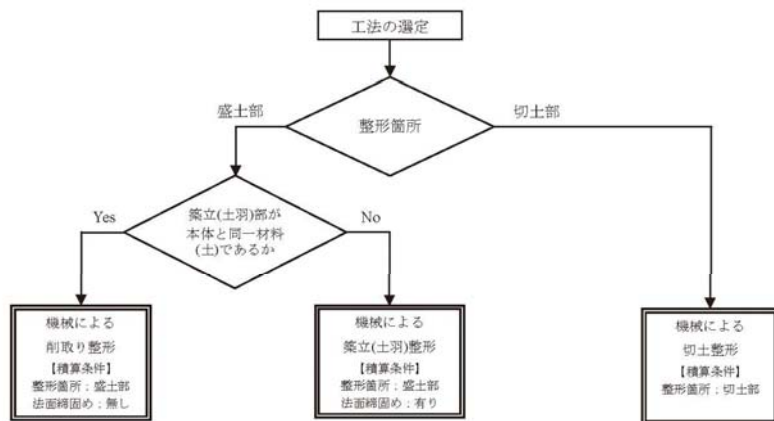 工法の選定
盛土部
整形箇所
切土部
Yes
築立(土羽)部が
本体と同一材料
(土)であるか
No
機械による
削取り整形
【積算条件】
整形箇所；盛土部
法面締固め；無し
機械による
築立(土羽)整形
【積算条件】
整形箇所；盛土部
法面締固め；有り
機械による
切土整形
【積算条件】
整形箇所；切土部